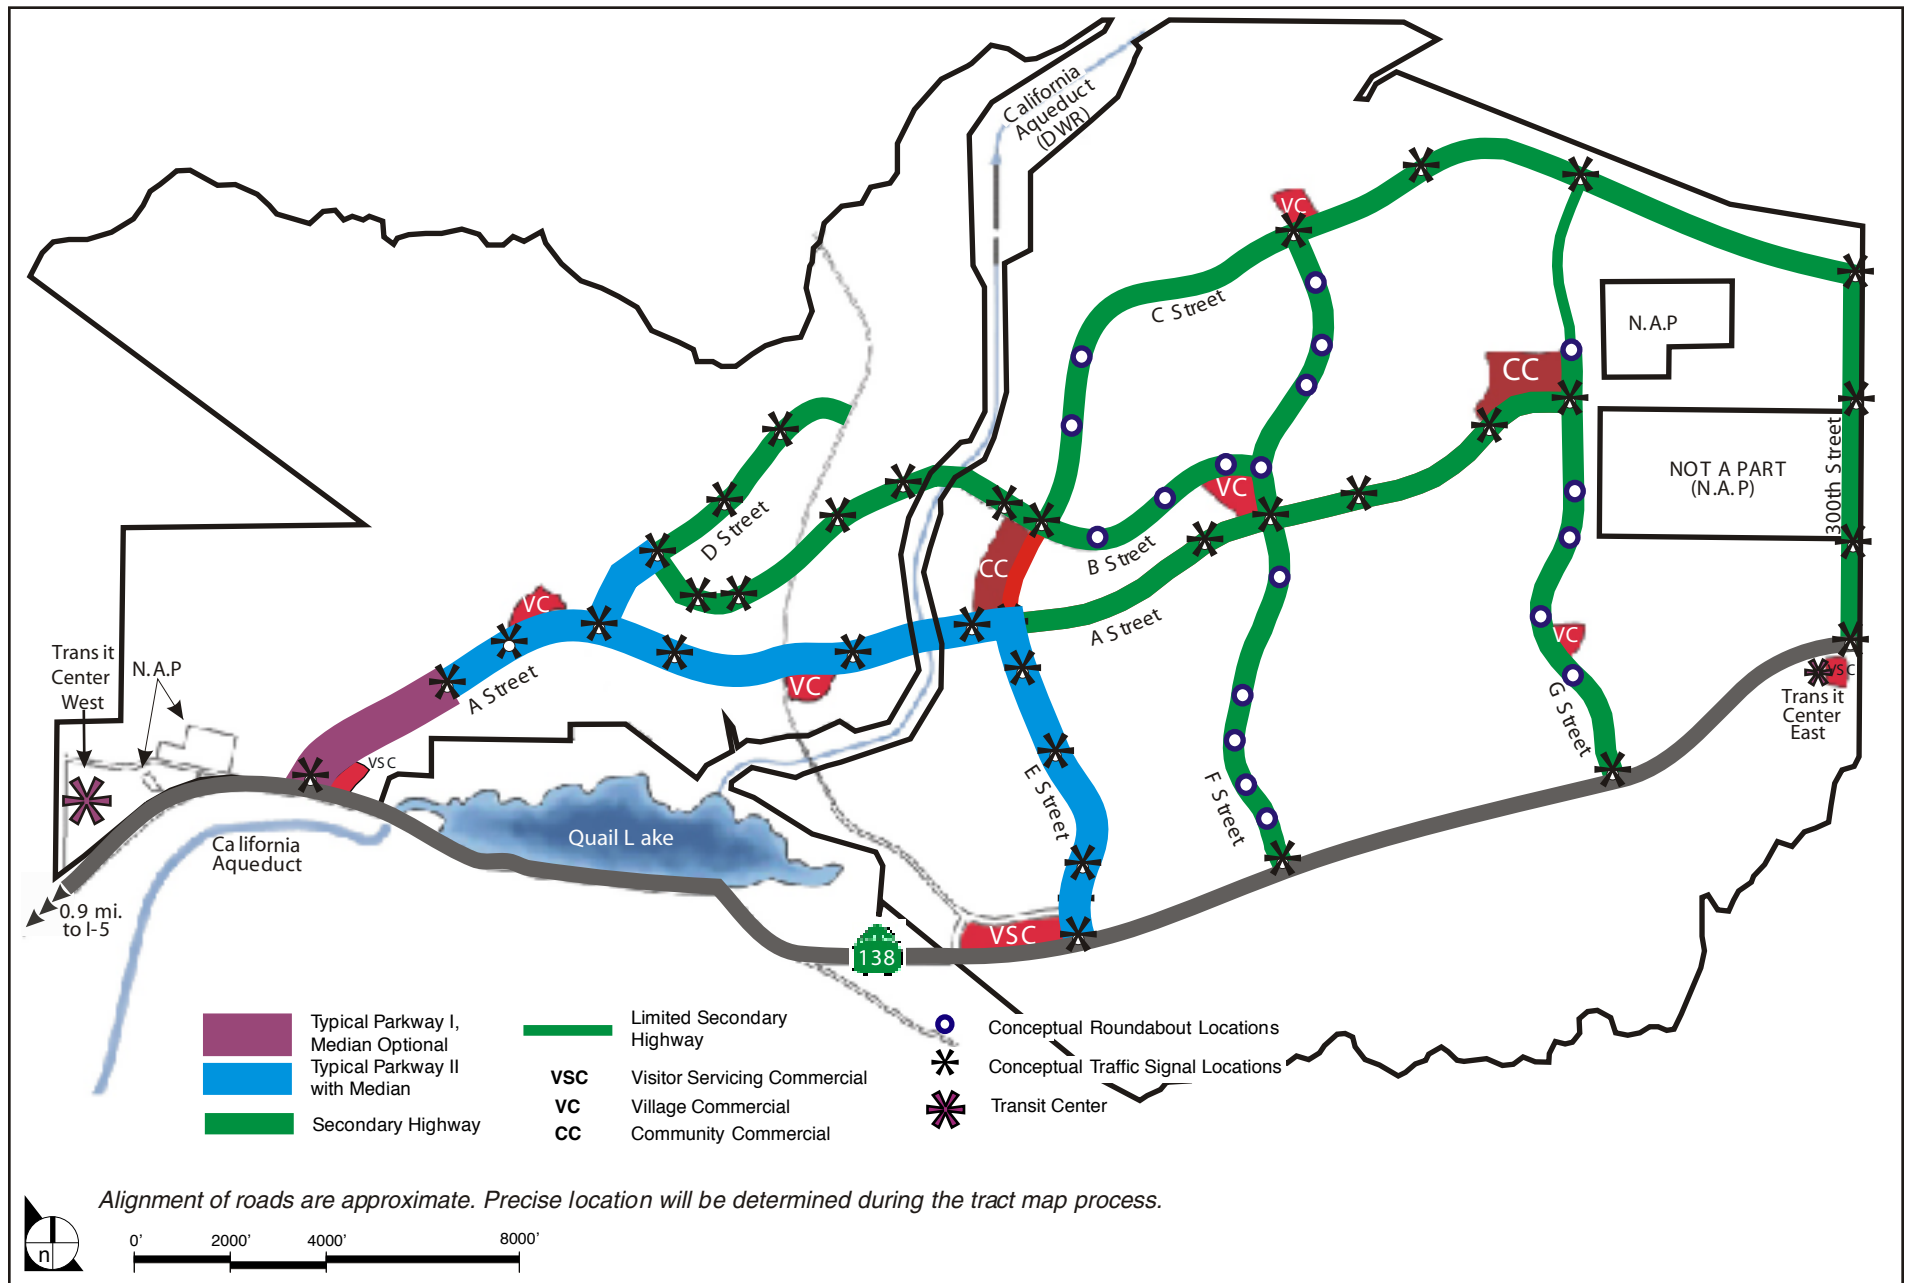 California
Aqueduct
(DWR)
VC
C Street
N.A.P
CC
NOT A PART
(N.A.P)
300th Street
D Street
VC
B Street
CC
VC
A Street
Transit
Center
West
N.A.P
A Street
VC
VC
VSC
Transit
Center
East
G Street
VSC
E Street
F Street
California
Aqueduct
Quail Lake
0.9 mi.
to I-5
VSC
138
Typical Parkway I,
Median Optional
Typical Parkway II
with Median
Secondary Highway
Limited Secondary
Highway
VSC Visitor Servicing Commercial
VC Village Commercial
CC Community Commercial
Conceptual Roundabout Locations
Conceptual Traffic Signal Locations
Transit Center
Alignment of roads are approximate. Precise location will be determined during the tract map process.
n
0' 2000' 4000' 8000'